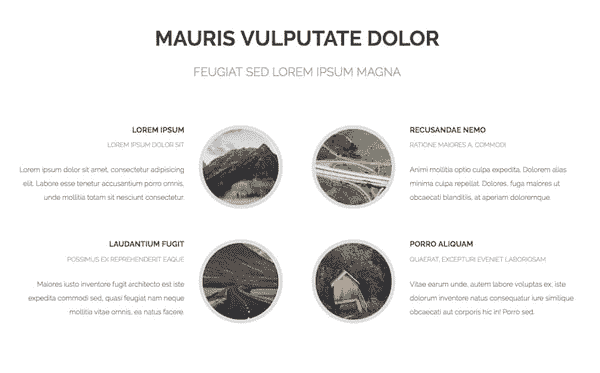 MAURIS VULPUTATE DOLOR
FEUGIAT SED LOREM IPSUM MAGNA
LOREM IPSUM
LOREM IPSUM DOLOR SIT
Lorem ipsum dolor sit amet, consectetur adipisicing
elit. Labore esse tenetur accusantium porro omnis,
unde mollitia totam sit nesciunt consectetur.
RECUSANDAE NEMO
RATIONE MAIORES A, COMMODI
Animi mollitia optio culpa expedita. Dolorem alias
minima culpa repellat. Dolores, fuga maiores ut
obcaecati blanditiis, at aperiam doloremque.
LAUDANTIUM FUGIT
POSSIMUS EX REPREHENDERIT EAQUE
Maiores iusto inventore fugit architecto est iste
expedita commodi sed, quasi feugiat nam neque
mollitia vitae omnis, ea natus facere.
PORRO ALIQUAM
QUAERAT, EXCEPTURI EVENIET LABORIOSAM
Vitae earum unde, autem labore voluptas ex, iste
dolorum inventore natus consequatur iure similique
obcaecati aut corporis hic in! Porro sed.